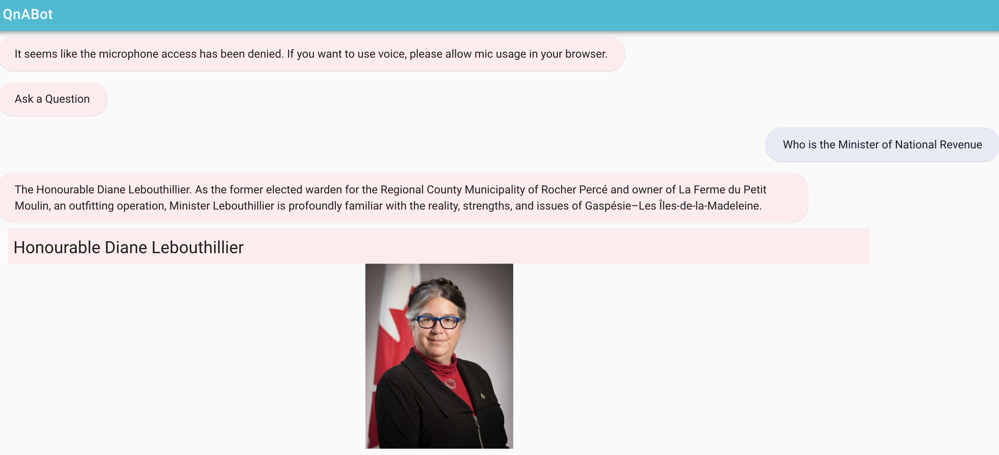 QnABot
It seems like the microphone access has been denied. If you want to use voice, please allow mic usage in your browser.
Ask a Question
Who is the Minister of National Revenue
The Honourable Diane Lebouthillier. As the former elected warden for the Regional County Municipality of Rocher Percé and owner of La Ferme du Petit
Moulin, an outfitting operation, Minister Lebouthillier is profoundly familiar with the reality, strengths, and issues of Gaspésie–Les Îles-de-la-Madeleine.
Honourable Diane Lebouthillier